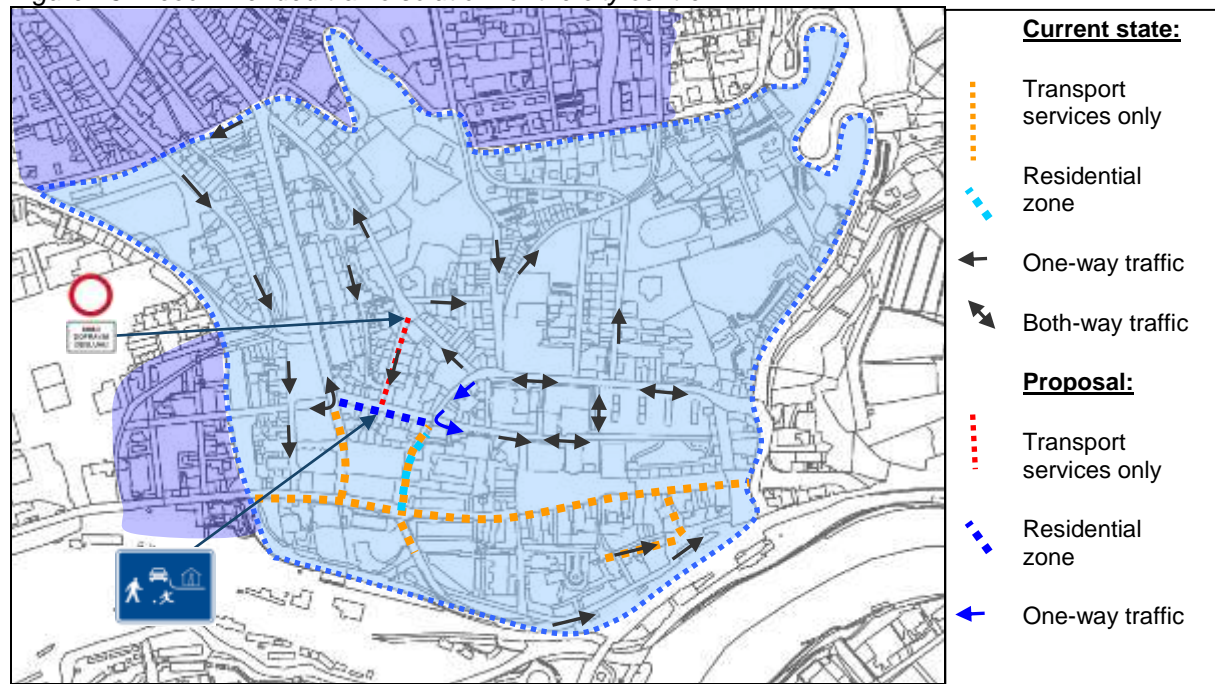 Current state:
Transport
services only
Residential
zone
One-way traffic
Both-way traffic
Proposal:
Transport
services only
Residential
zone
One-way traffic